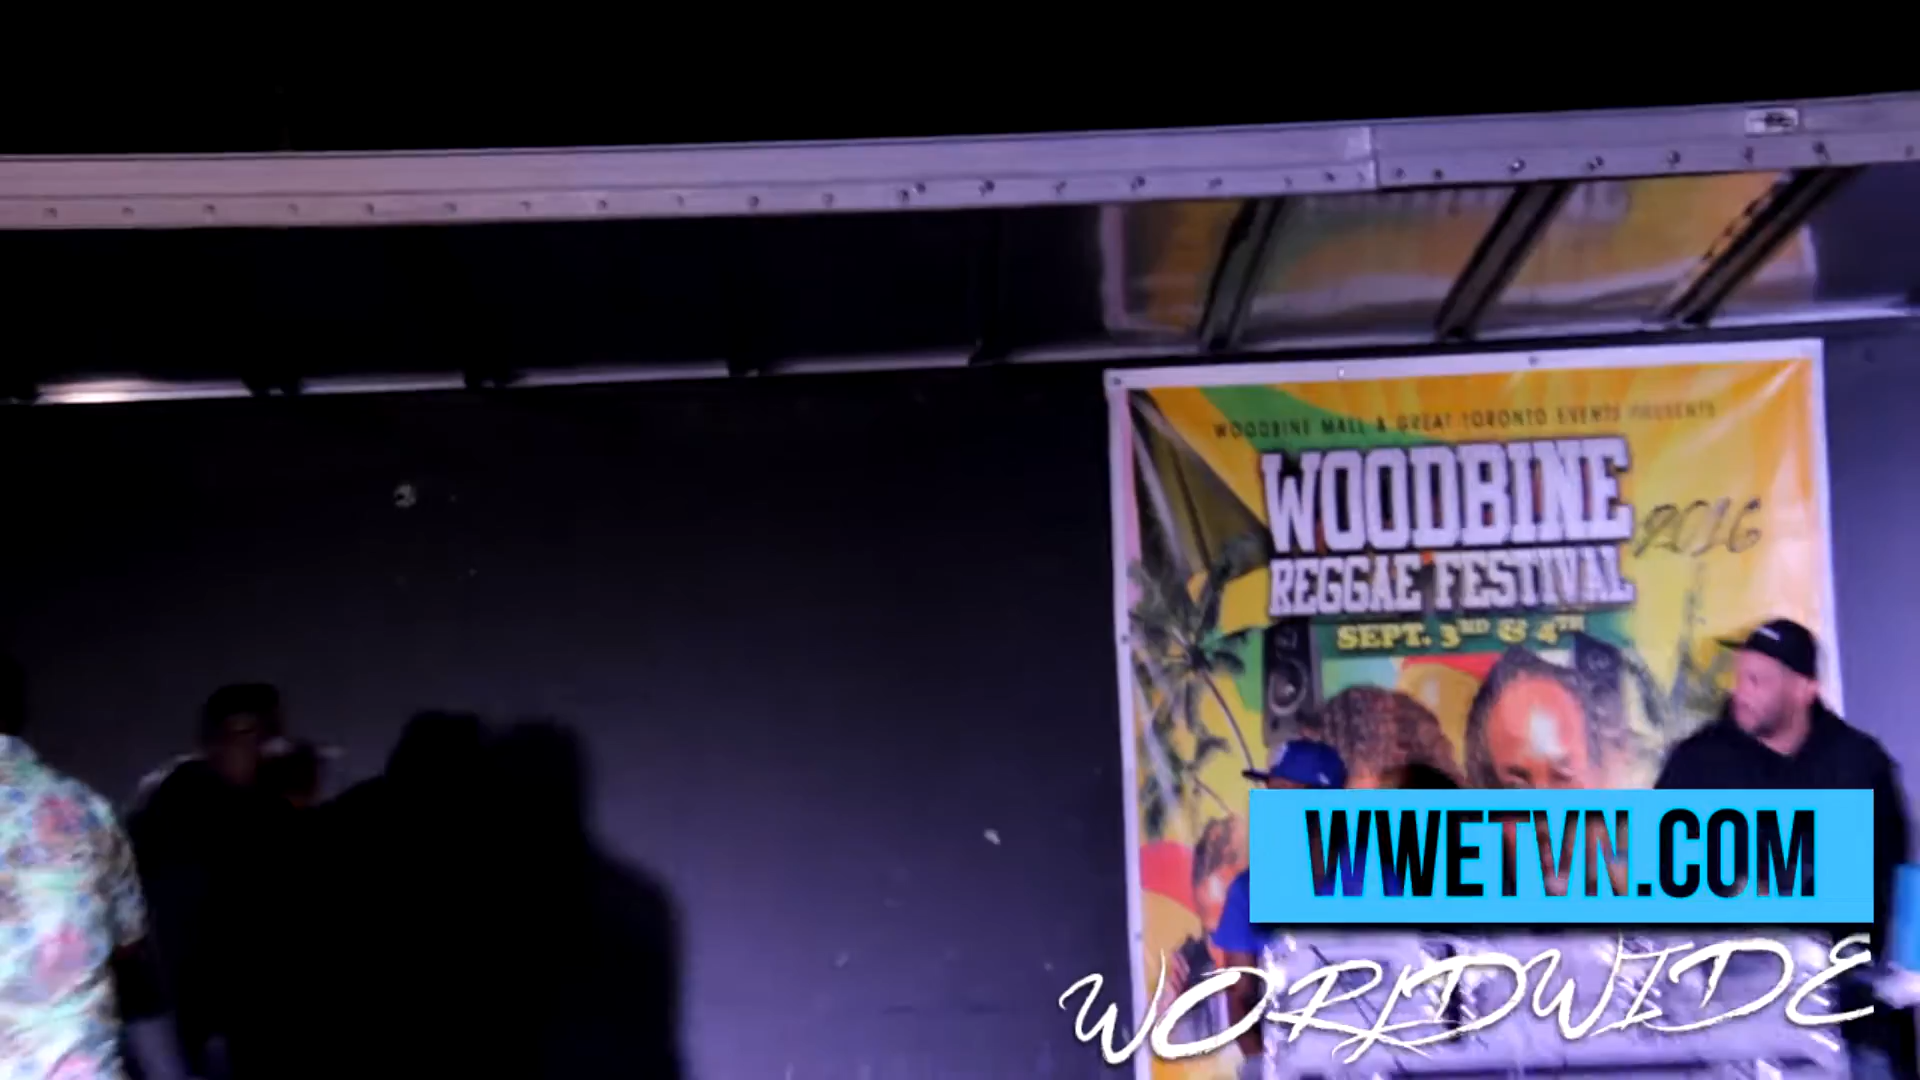 WOODBINE MALL & GREAT TORONTO EVENTS PRESENTS
WOODBINE 2016
REGGAE FESTIVAL
SEPT. 3RD & 4TH
WWETVN.COM
WORLDWIDE